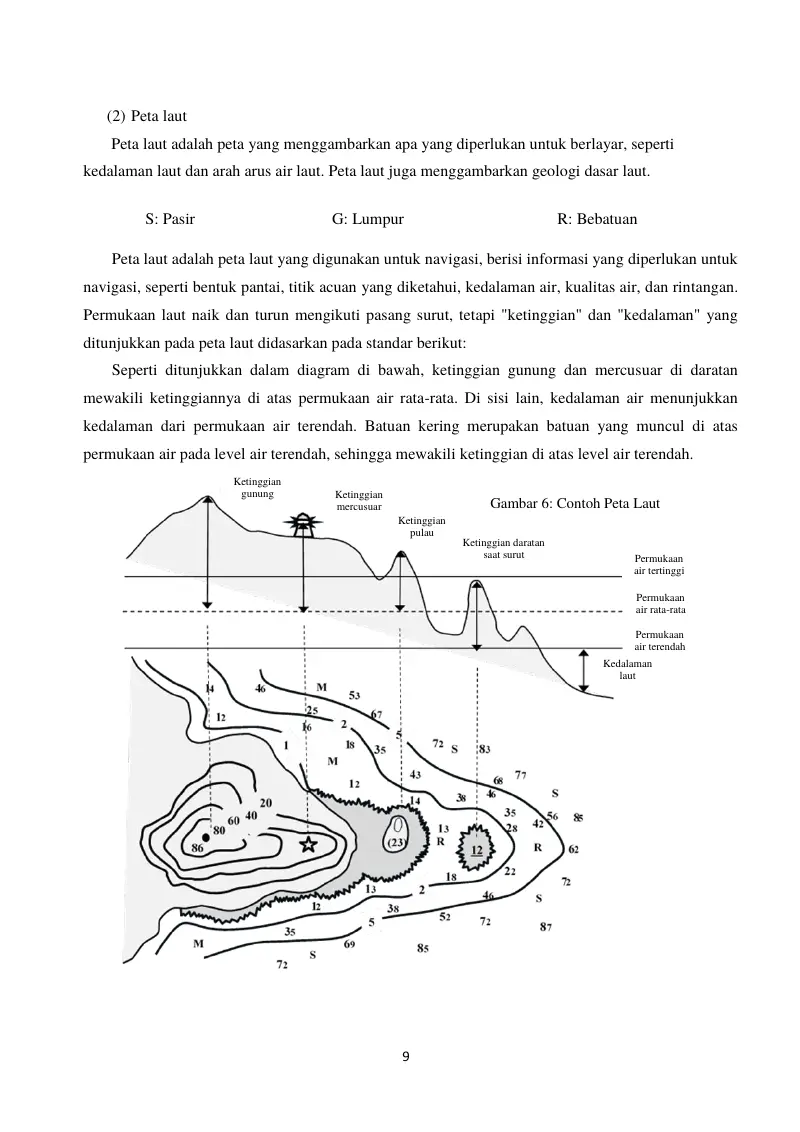 (2) Peta laut
Peta laut adalah peta yang menggambarkan apa yang diperlukan untuk berlayar, seperti
kedalaman laut dan arah arus air laut. Peta laut juga menggambarkan geologi dasar laut.
S: Pasir G: Lumpur R: Bebatuan
Peta laut adalah peta laut yang digunakan untuk navigasi, berisi informasi yang diperlukan untuk
navigasi, seperti bentuk pantai, titik acuan yang diketahui, kedalaman air, kualitas air, dan rintangan.
Permukaan laut naik dan turun mengikuti pasang surut, tetapi "ketinggian" dan "kedalaman" yang
ditunjukkan pada peta laut didasarkan pada standar berikut:
Seperti ditunjukkan dalam diagram di bawah, ketinggian gunung dan mercusuar di daratan
mewakili ketinggiannya di atas permukaan air rata-rata. Di sisi lain, kedalaman air menunjukkan
kedalaman dari permukaan air terendah. Batuan kering merupakan batuan yang muncul di atas
permukaan air pada level air terendah, sehingga mewakili ketinggian di atas level air terendah.
Ketinggian
gunung
Ketinggian
mercusuar
Gambar 6: Contoh Peta Laut
Ketinggian
pulau
Ketinggian daratan
saat surut
Permukaan
air tertinggi
Permukaan
air rata-rata
Permukaan
air terendah
Kedalaman
laut
14 46 M 53
12 25 67
16 2 5
1 18 35 72 S 83
M 43 77
12 68
14 38 46 S
20 35 56 85
60 40 13 28 42
80 R
86 (23) 12 R 62
18 22 72
13 2 46 S
12 38 52 72 87
35 5
M 69 85
S
72
9